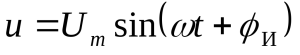 u = U_m sin(ωt + ϕ_И)